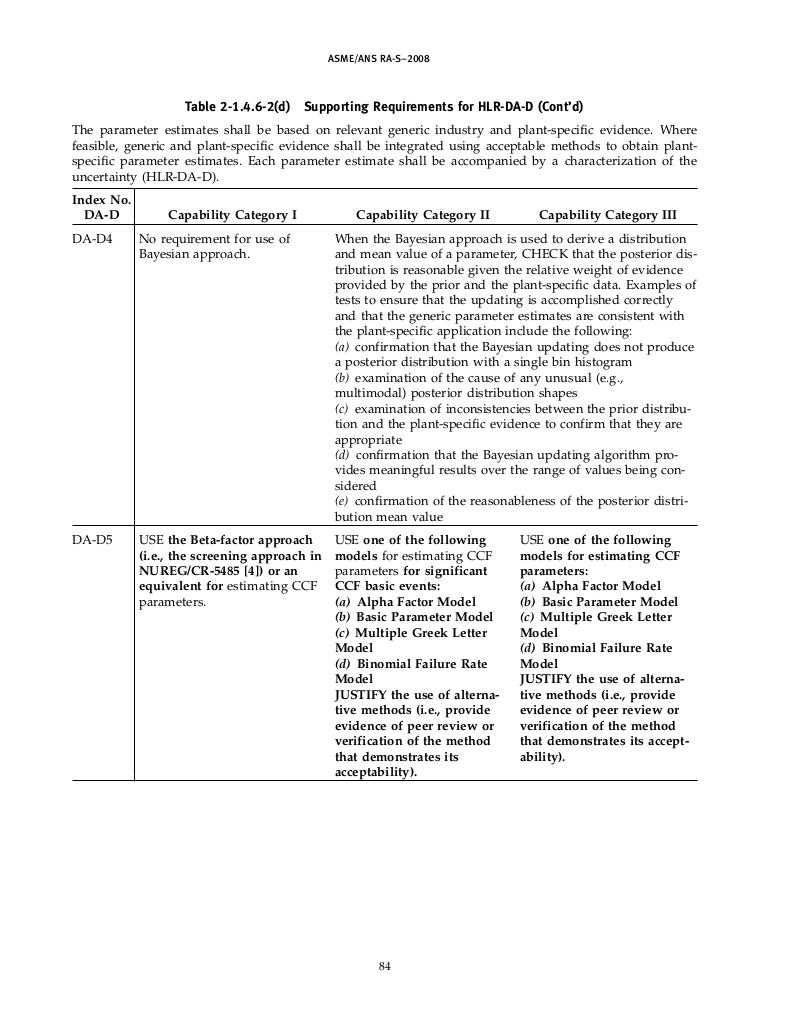 ASME/ANS RA-S–2008
Table 2-1.4.6-2(d) Supporting Requirements for HLR-DA-D (Cont’d)
The parameter estimates shall be based on relevant generic industry and plant-specific evidence. Where
feasible, generic and plant-specific evidence shall be integrated using acceptable methods to obtain plant-
specific parameter estimates. Each parameter estimate shall be accompanied by a characterization of the
uncertainty (HLR-DA-D).
Index No.
DA-D
Capability Category I
Capability Category II
Capability Category III
DA-D4
No requirement for use of
Bayesian approach.
When the Bayesian approach is used to derive a distribution
and mean value of a parameter, CHECK that the posterior dis-
tribution is reasonable given the relative weight of evidence
provided by the prior and the plant-specific data. Examples of
tests to ensure that the updating is accomplished correctly
and that the generic parameter estimates are consistent with
the plant-specific application include the following:
(a) confirmation that the Bayesian updating does not produce
a posterior distribution with a single bin histogram
(b) examination of the cause of any unusual (e.g.,
multimodal) posterior distribution shapes
(c) examination of inconsistencies between the prior distribu-
tion and the plant-specific evidence to confirm that they are
appropriate
(d) confirmation that the Bayesian updating algorithm pro-
vides meaningful results over the range of values being con-
sidered
(e) confirmation of the reasonableness of the posterior distri-
bution mean value
DA-D5
USE the Beta-factor approach
(i.e., the screening approach in
NUREG/CR-5485 [4]) or an
equivalent for estimating CCF
parameters.
USE one of the following
models for estimating CCF
parameters for significant
CCF basic events:
(a) Alpha Factor Model
(b) Basic Parameter Model
(c) Multiple Greek Letter
Model
(d) Binomial Failure Rate
Model
JUSTIFY the use of alterna-
tive methods (i.e., provide
evidence of peer review or
verification of the method
that demonstrates its
acceptability).
USE one of the following
models for estimating CCF
parameters:
(a) Alpha Factor Model
(b) Basic Parameter Model
(c) Multiple Greek Letter
Model
(d) Binomial Failure Rate
Model
JUSTIFY the use of alterna-
tive methods (i.e., provide
evidence of peer review or
verification of the method
that demonstrates its accept-
ability).
84